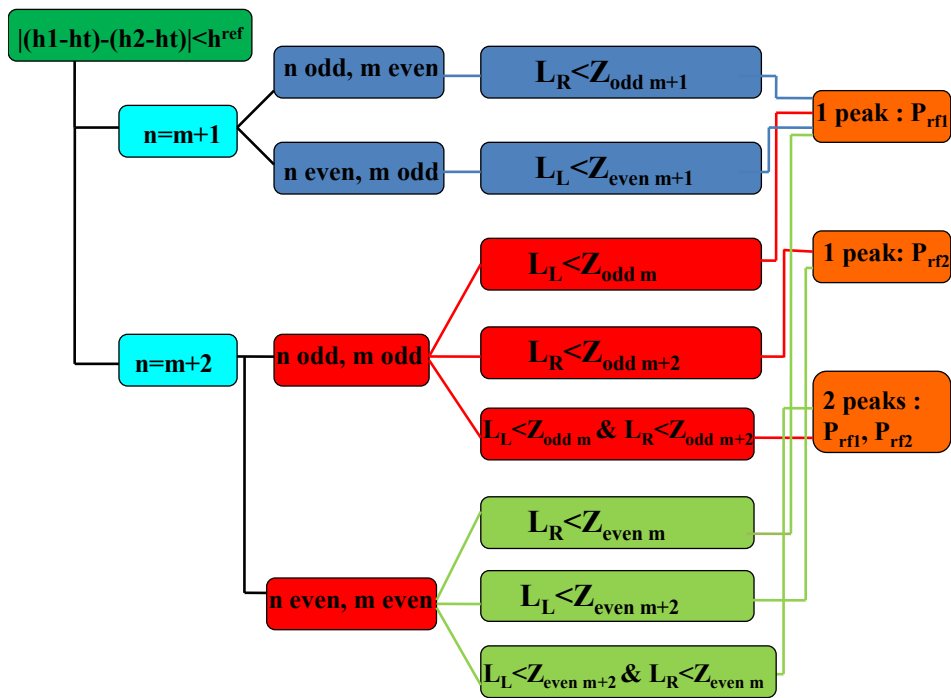 |(h1-ht)-(h2-ht)|<h^ref
n=m+1
n odd, m even
L_R<Z_odd m+1
n even, m odd
L_L<Z_even m+1
1 peak : P_rf1
n=m+2
n odd, m odd
L_L<Z_odd m
L_R<Z_odd m+2
L_L<Z_odd m & L_R<Z_odd m+2
1 peak: P_rf2
2 peaks :
P_rf1, P_rf2
n even, m even
L_R<Z_even m
L_L<Z_even m+2
L_L<Z_even m+2 & L_R<Z_even m